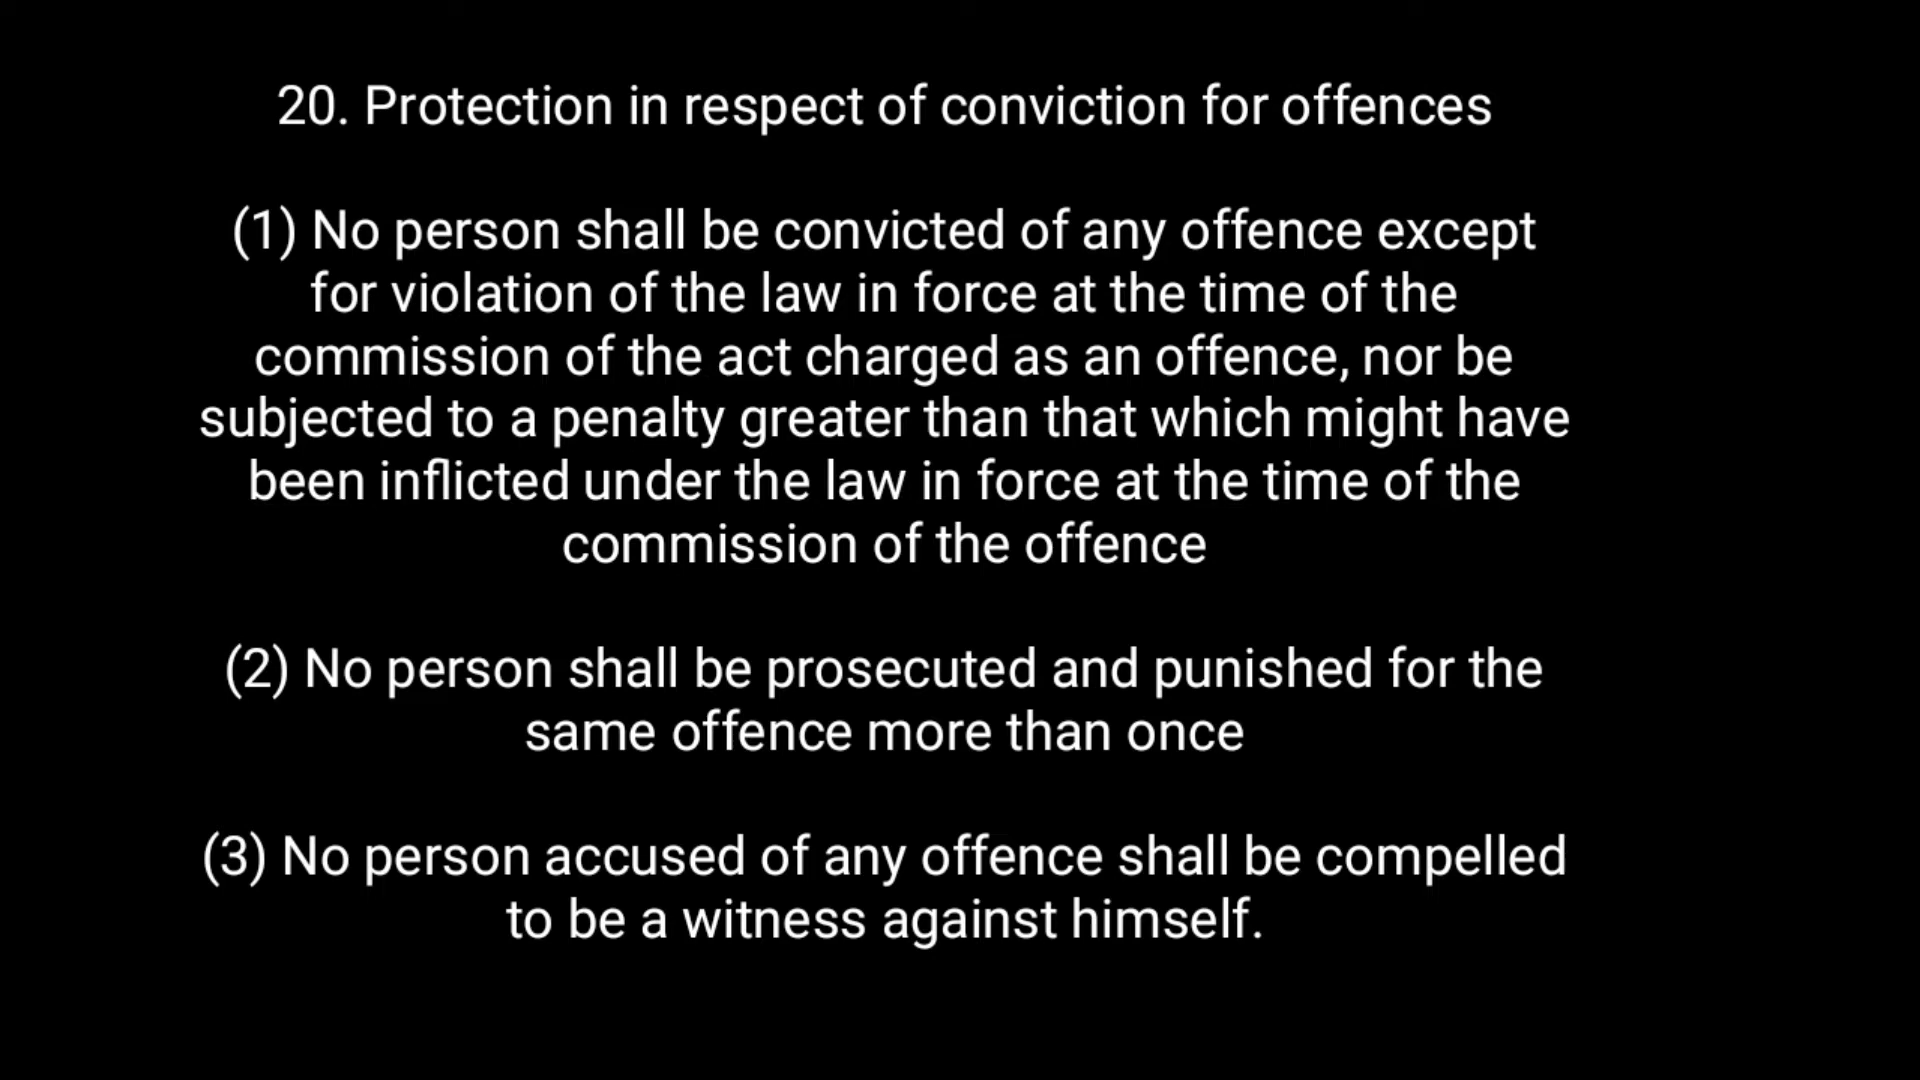 20. Protection in respect of conviction for offences
(1) No person shall be convicted of any offence except
for violation of the law in force at the time of the
commission of the act charged as an offence, nor be
subjected to a penalty greater than that which might have
been inflicted under the law in force at the time of the
commission of the offence
(2) No person shall be prosecuted and punished for the
same offence more than once
(3) No person accused of any offence shall be compelled
to be a witness against himself.